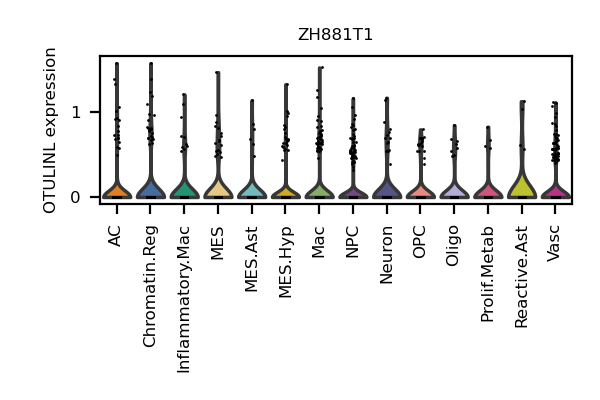 ZH881T1
OTULINL expression
1
0
AC
Chromatin.Reg
Inflammatory.Mac
MES
MES.Ast
MES.Hyp
Mac
NPC
Neuron
OPC
Oligo
Prolif.Metab
Reactive.Ast
Vasc